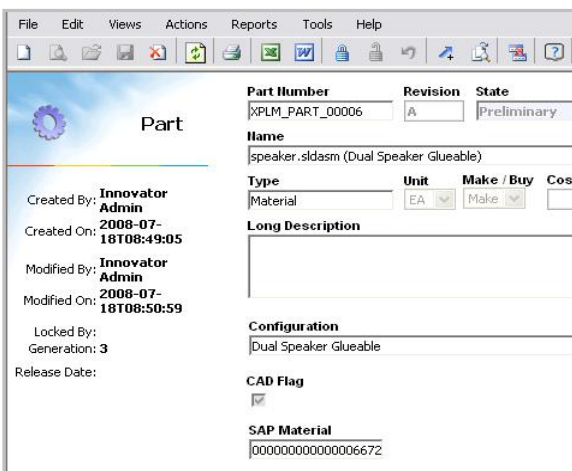 File Edit Views Actions Reports Tools Help
Part
Created By: Innovator Admin
Created On: 2008-07-18T08:49:05
Modified By: Innovator Admin
Modified On: 2008-07-18T08:50:59
Locked By:
Generation: 3
Release Date:
Part Number Revision State
XPLM_PART_00006 A Preliminary
Name
speaker.sldasm (Dual Speaker Glueable)
Type Unit Make / Buy Cos
Material EA Make
Long Description
Configuration
Dual Speaker Glueable
CAD Flag
SAP Material
000000000000006672